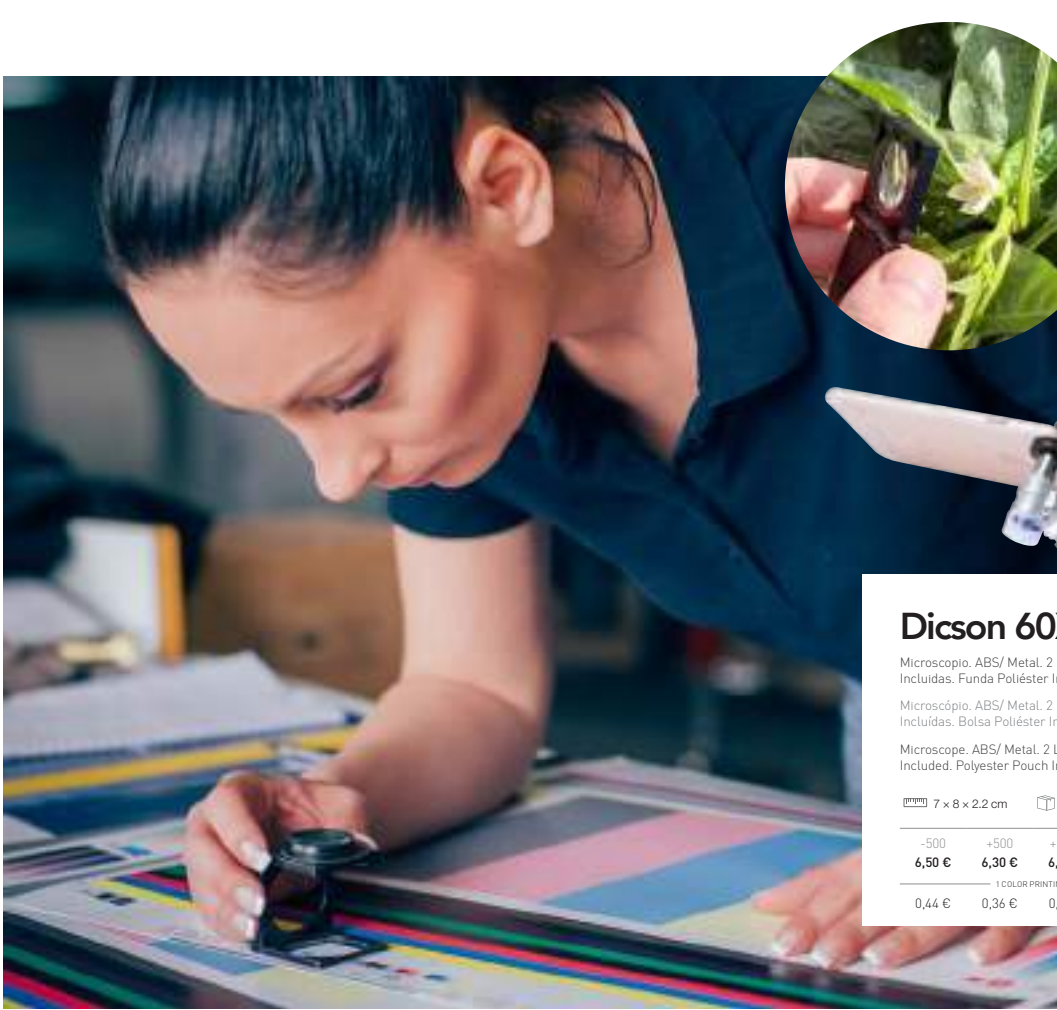 Dicson 60
Microscopio. ABS/ Metal. 2
Incluidas. Funda Poliéster
Microscópio. ABS/ Metal. 2
Incluídas. Bolsa Poliéster
Microscope. ABS/ Metal. 2
Included. Polyester Pouch
7 × 8 × 2.2 cm
-500 +500
6,50 € 6,30 €
1 COLOR
0,44 € 0,36 €